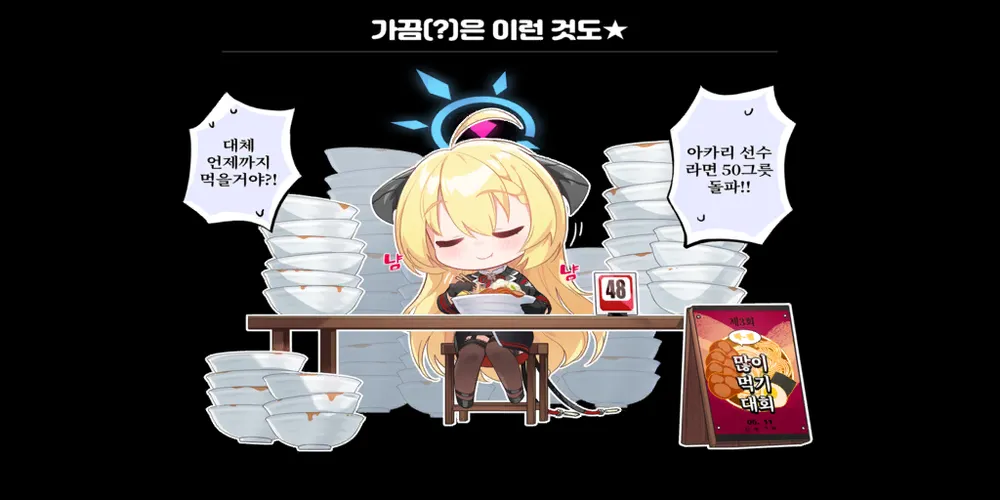 가끔(?)은 이런 것도★
대체
언제까지
먹을거야?!
아카리 선수
라면 50그릇
돌파!!
냠
냠
48
제3회
많이
먹기
대회